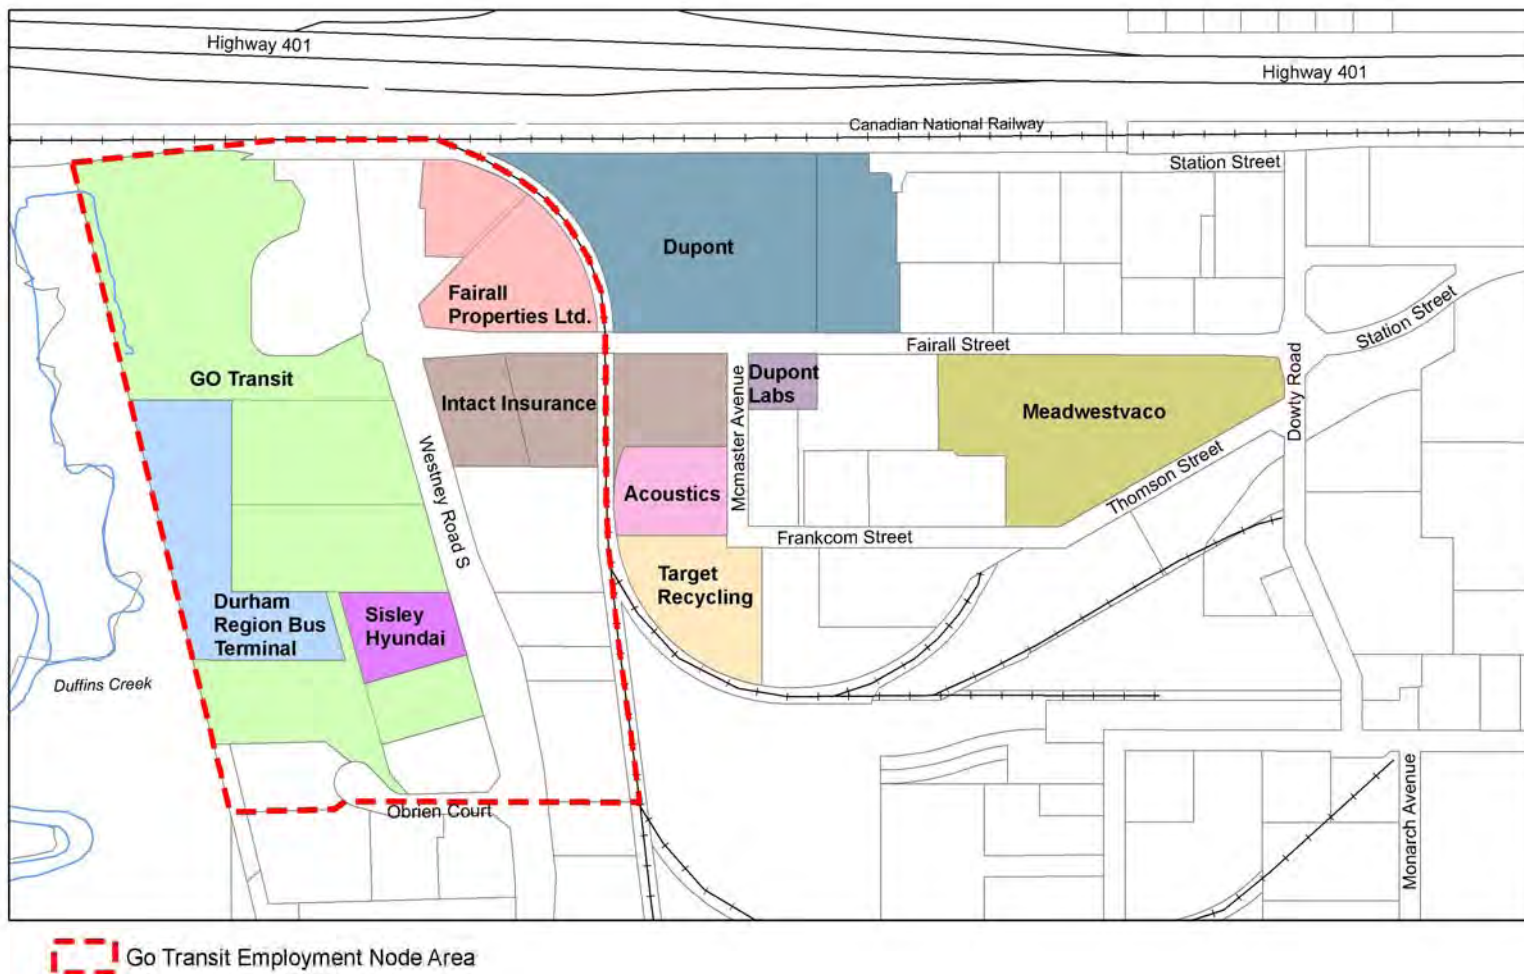 Highway 401
Highway 401
Canadian National Railway
Station Street
Dupont
Fairall
Properties Ltd.
Station Street
Fairall Street
GO Transit
Intact Insurance
Dupont
Labs
Meadwestvaco
Dowty Road
Westney Road S
Mcmaster Avenue
Acoustics
Thomson Street
Frankcom Street
Target
Recycling
Durham
Region Bus
Terminal
Sisley
Hyundai
Duffins Creek
Obrien Court
Monarch Avenue
Go Transit Employment Node Area